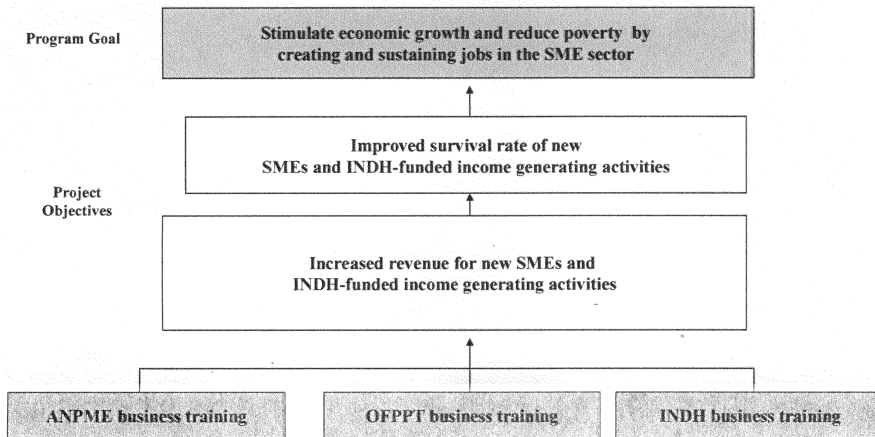 Program Goal
Stimulate economic growth and reduce poverty by
creating and sustaining jobs in the SME sector
Improved survival rate of new
SMEs and INDH-funded income generating activities
Project
Objectives
Increased revenue for new SMEs and
INDH-funded income generating activities
ANPME business training
OFPPT business training
INDH business training